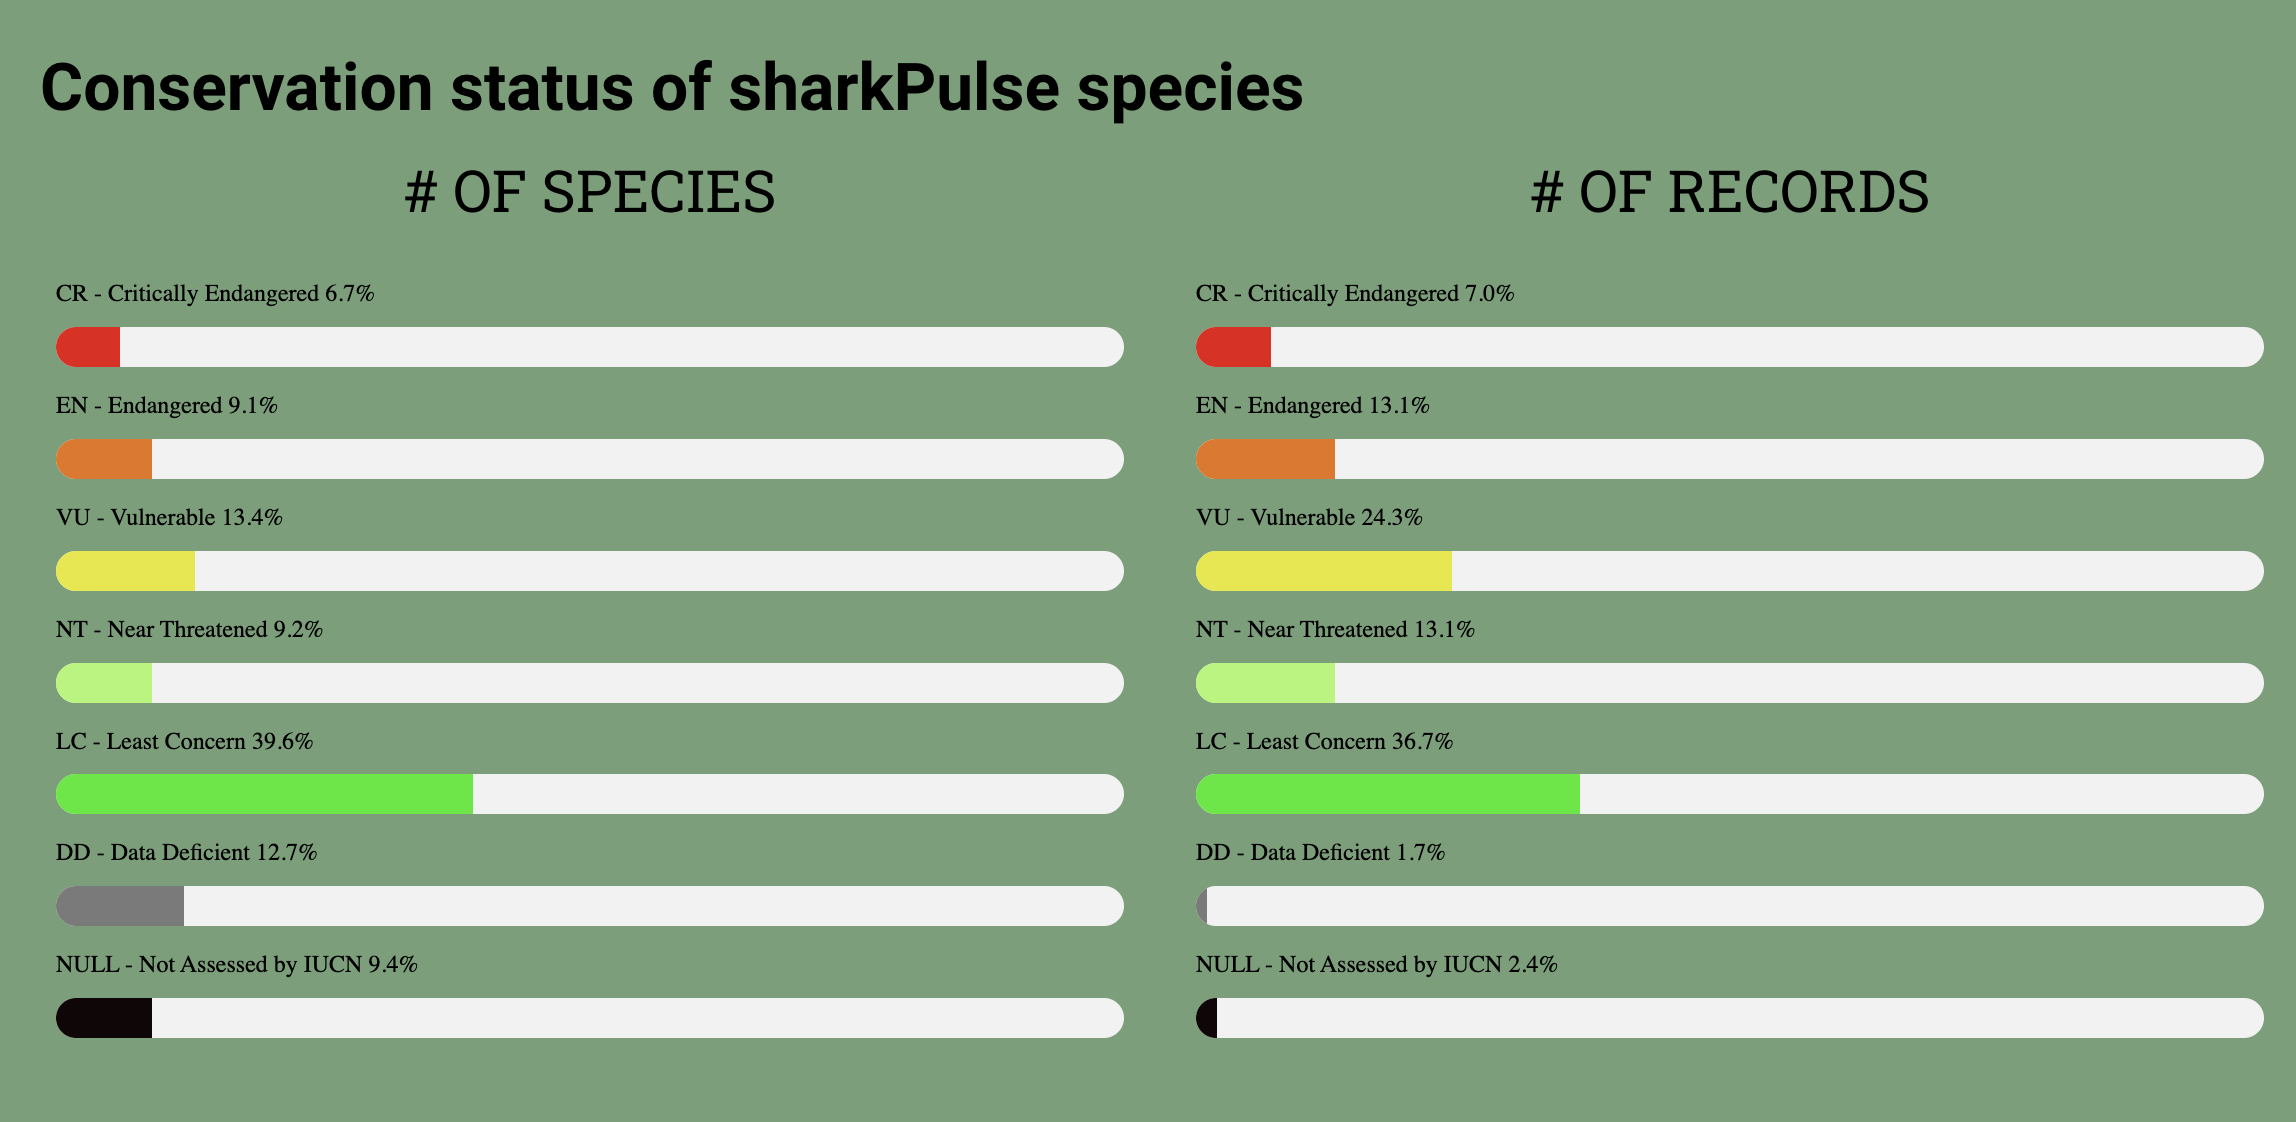 Conservation status of sharkPulse species
# OF SPECIES
CR - Critically Endangered 6.7%
EN - Endangered 9.1%
VU - Vulnerable 13.4%
NT - Near Threatened 9.2%
LC - Least Concern 39.6%
DD - Data Deficient 12.7%
NULL - Not Assessed by IUCN 9.4%
# OF RECORDS
CR - Critically Endangered 7.0%
EN - Endangered 13.1%
VU - Vulnerable 24.3%
NT - Near Threatened 13.1%
LC - Least Concern 36.7%
DD - Data Deficient 1.7%
NULL - Not Assessed by IUCN 2.4%